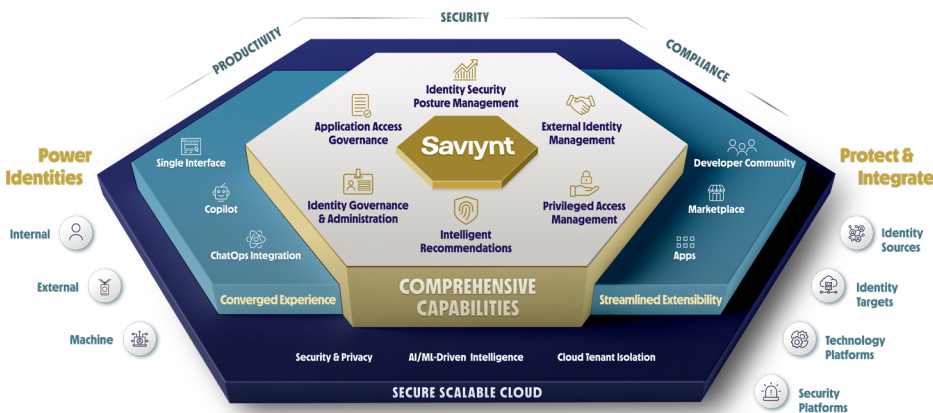 SECURITY
PRODUCTIVITY
COMPLIANCE
Identity Security
Posture Management
Application Access
Governance
External Identity
Management
Saviynt
Identity Governance
& Administration
Privileged Access
Management
Intelligent
Recommendations
COMPREHENSIVE
CAPABILITIES
Single Interface
Copilot
ChatOps Integration
Converged Experience
Developer Community
Marketplace
Apps
Streamlined Extensibility
Power
Identities
Internal
External
Machine
Protect &
Integrate
Identity
Sources
Identity
Targets
Technology
Platforms
Security
Platforms
Security & Privacy
AI/ML-Driven Intelligence
Cloud Tenant Isolation
SECURE SCALABLE CLOUD